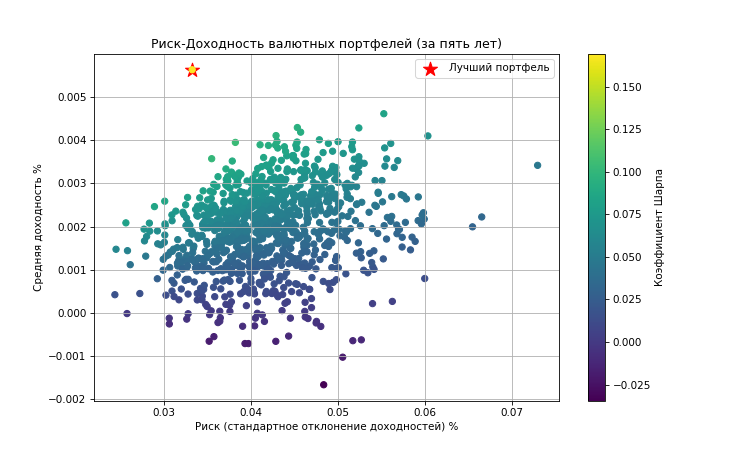 Риск-Доходность валютных портфелей (за пять лет)
Лучший портфель
Средняя доходность %
0.005
0.004
0.003
0.002
0.001
0.000
−0.001
−0.002
0.03 0.04 0.05 0.06 0.07
Риск (стандартное отклонение доходностей) %
0.150
0.125
0.100
0.075
0.050
0.025
0.000
−0.025
Коэффициент Шарпа